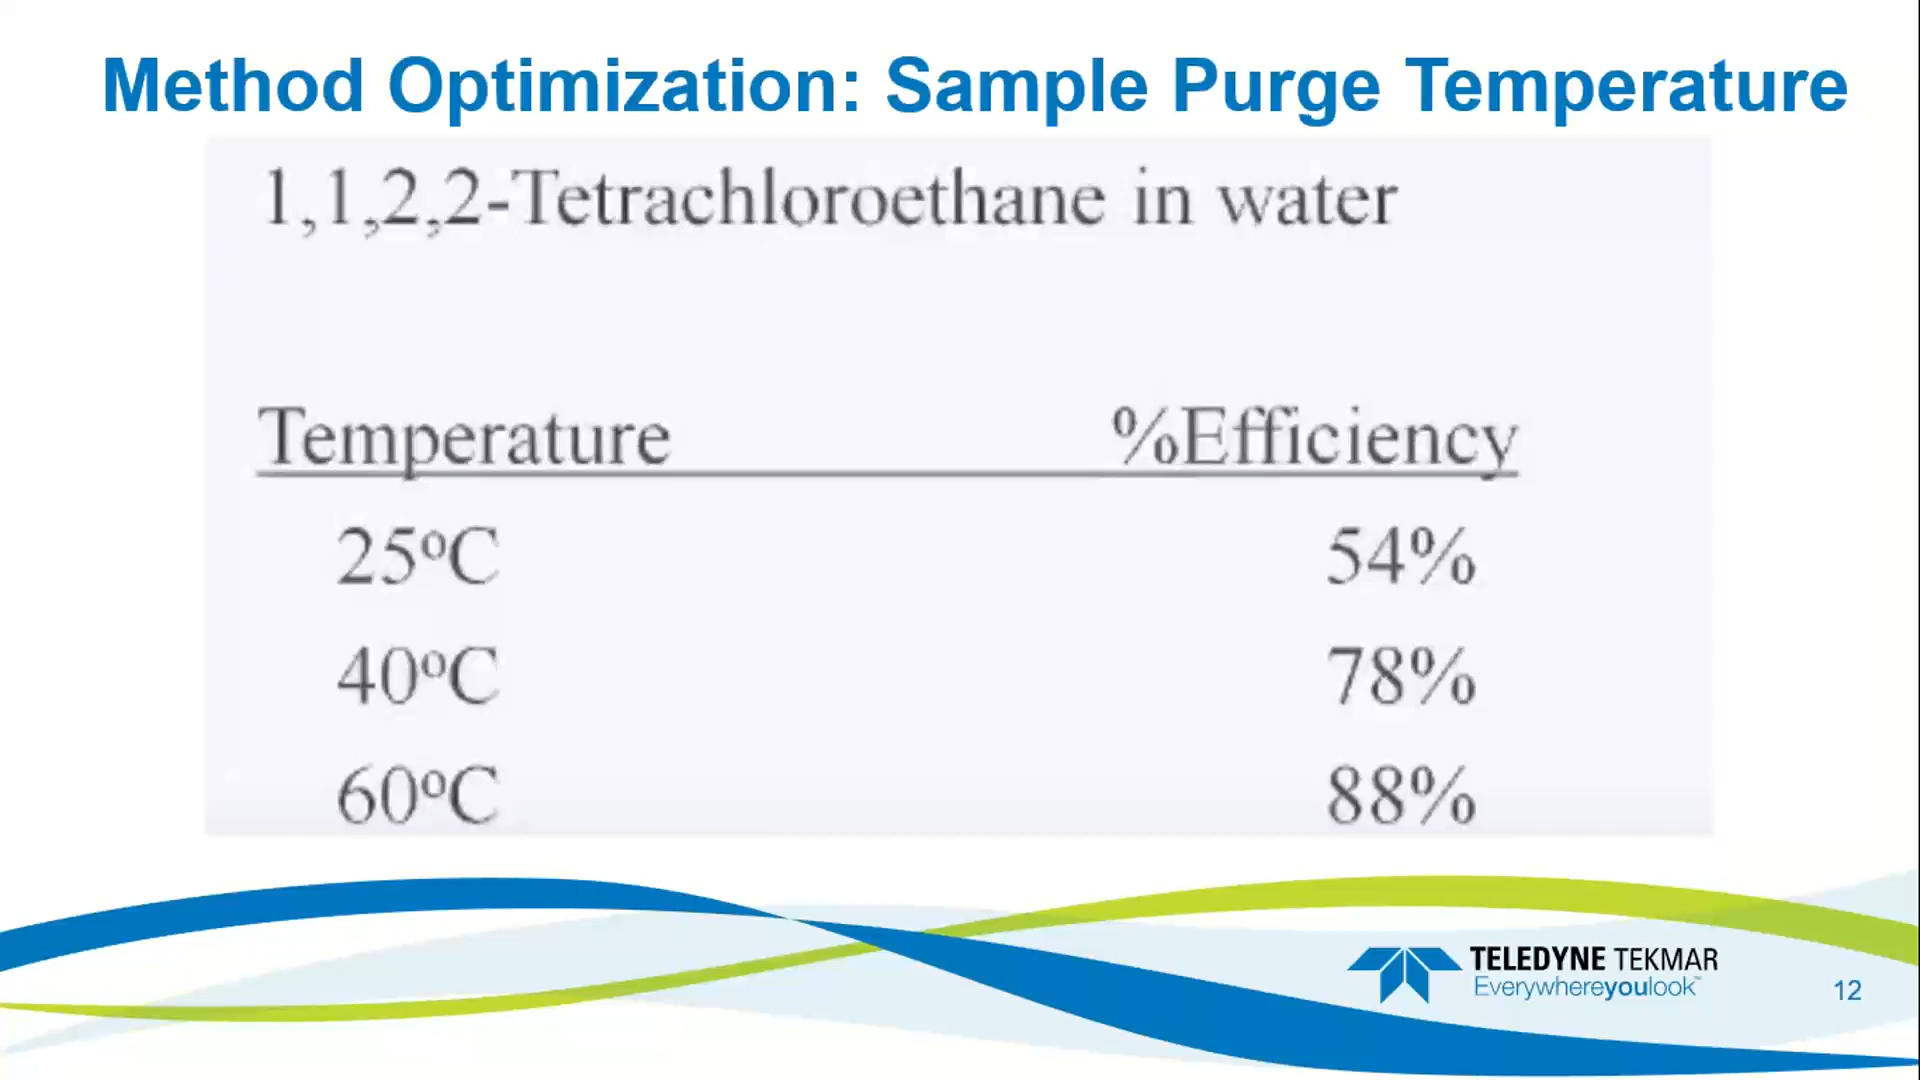 Method Optimization: Sample Purge Temperature
1,1,2,2-Tetrachloroethane in water
Temperature %Efficiency
25ºC 54%
40ºC 78%
60ºC 88%
TELEDYNE TEKMAR
Everywhereyoulook™
12